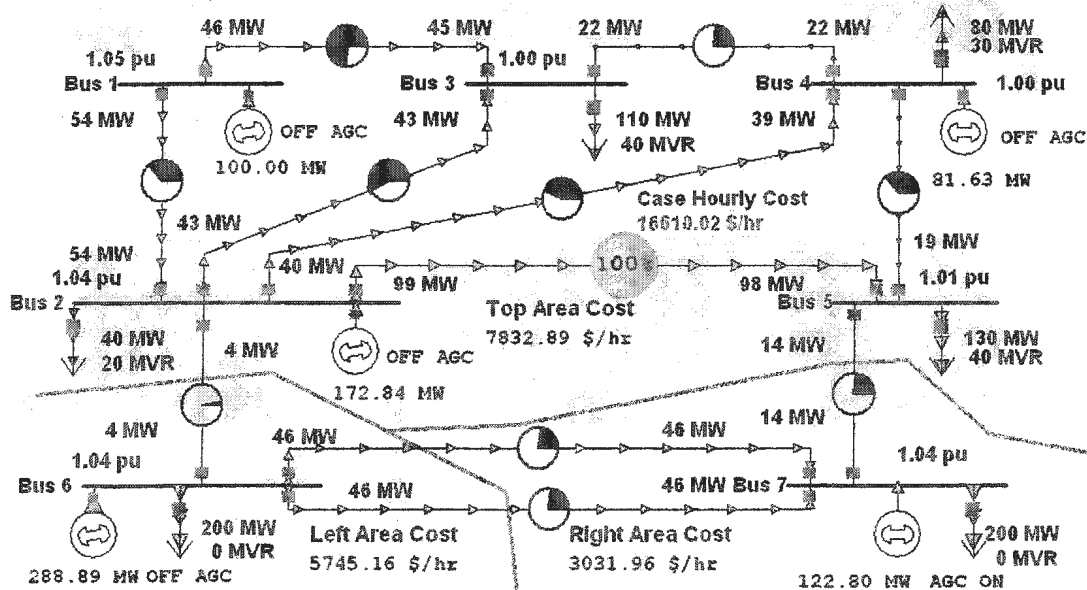 46 MW 45 MW 22 MW 22 MW 80 MW
30 MVR
1.05 pu 1.00 pu
Bus 1 Bus 3 Bus 4 1.00 pu
54 MW 43 MW 110 MW 39 MW
OFF AGC 40 MVR OFF AGC
100.00 MW 81.63 MW
Case Hourly Cost
16610.02 $/hr
43 MW 19 MW
54 MW 40 MW 100%
1.04 pu 99 MW 98 MW 1.01 pu
Bus 2 Top Area Cost Bus 5
7832.89 $/hr
40 MW 4 MW OFF AGC 14 MW 130 MW
20 MVR 40 MVR
172.84 MW
4 MW 46 MW 46 MW 14 MW
1.04 pu 1.04 pu
Bus 6 46 MW 46 MW Bus 7
200 MW Left Area Cost Right Area Cost 200 MW
0 MVR 5745.16 $/hr 3031.96 $/hr 0 MVR
288.89 MW OFF AGC 122.80 MW AGC ON